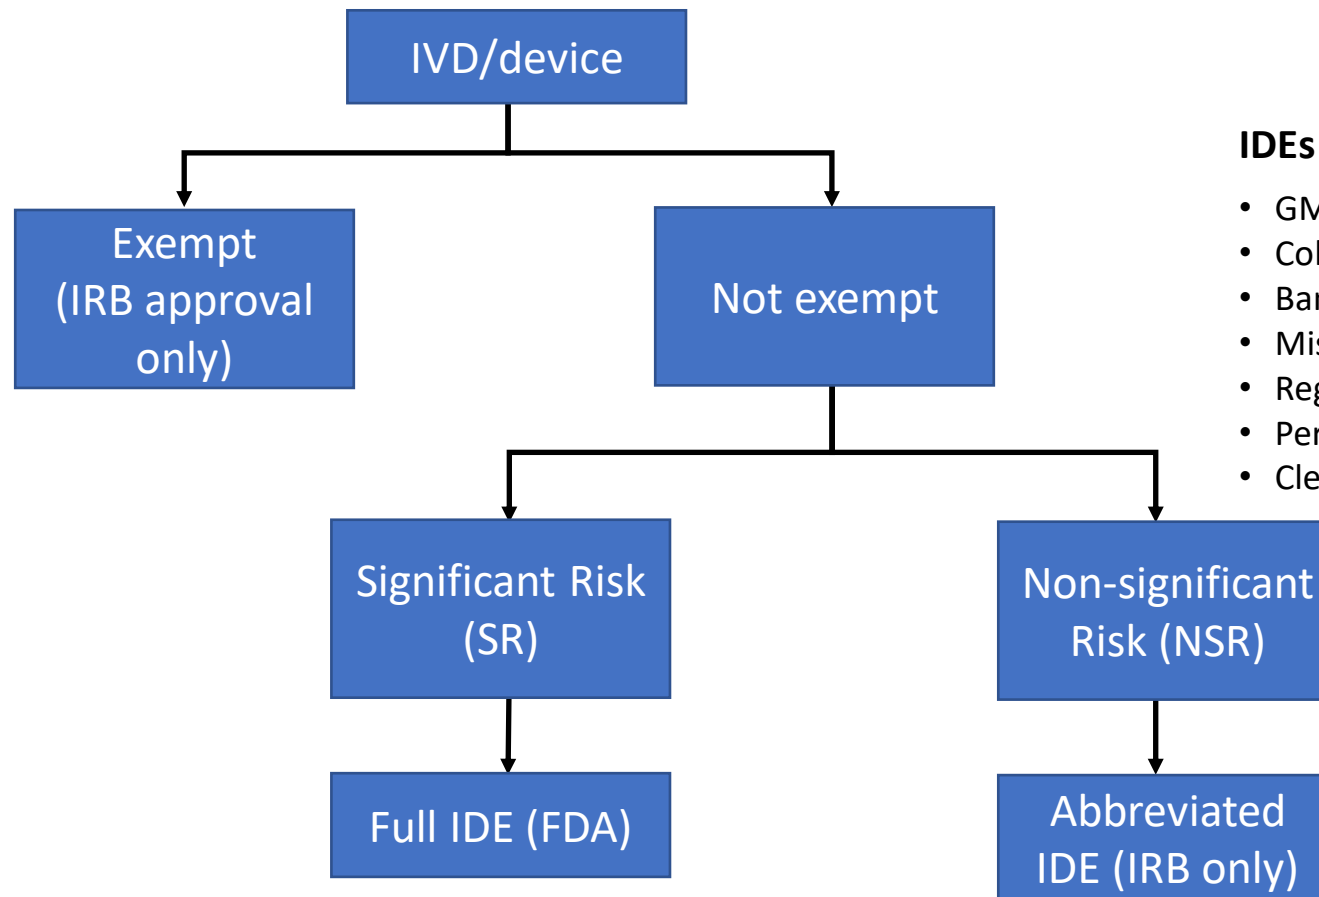 IVD/device
IDEs
Exempt
(IRB approval
only)
Not exempt
Significant Risk
(SR)
Non-significant
Risk (NSR)
Full IDE (FDA)
Abbreviated
IDE (IRB only)